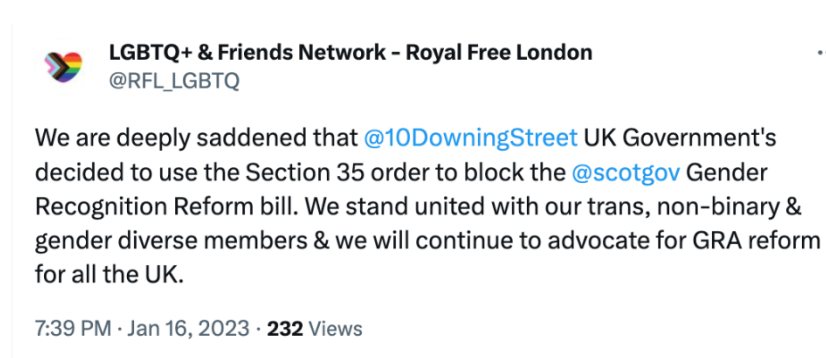 LGBTQ+ & Friends Network - Royal Free London
@RFL_LGBTQ
We are deeply saddened that @10DowningStreet UK Government's
decided to use the Section 35 order to block the @scotgov Gender
Recognition Reform bill. We stand united with our trans, non-binary &
gender diverse members & we will continue to advocate for GRA reform
for all the UK.
7:39 PM · Jan 16, 2023 · 232 Views